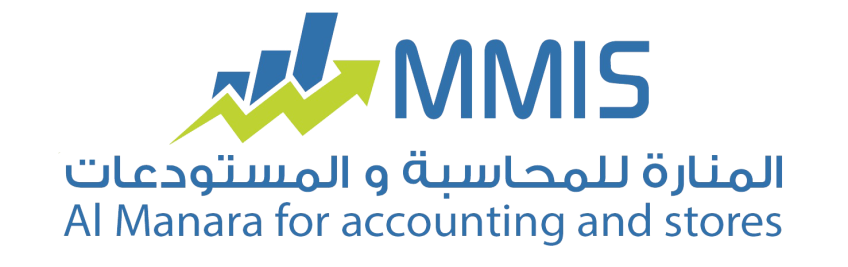 MMIS
المنارة للمحاسبة و المستودعات
Al Manara for accounting and stores